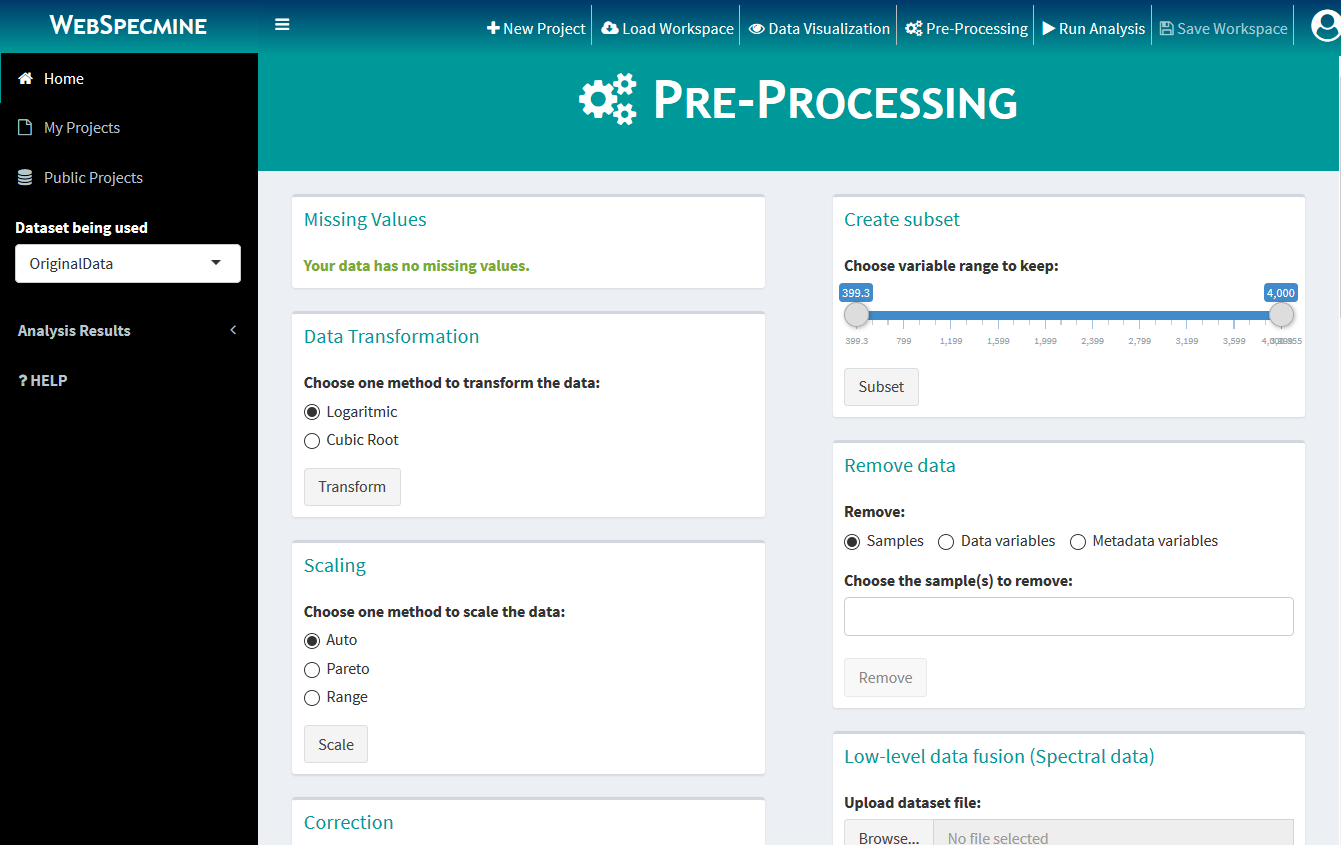 WebSpecmine
New Project
Load Workspace
Data Visualization
Pre-Processing
Run Analysis
Save Workspace
Home
My Projects
Public Projects
Dataset being used
OriginalData
Analysis Results
? HELP
Pre-Processing
Missing Values
Your data has no missing values.
Data Transformation
Choose one method to transform the data:
Logaritmic
Cubic Root
Transform
Scaling
Choose one method to scale the data:
Auto
Pareto
Range
Scale
Correction
Create subset
Choose variable range to keep:
399.3 4,000
399.3 799 1,199 1,599 1,999 2,399 2,799 3,199 3,599
Subset
Remove data
Remove:
Samples Data variables Metadata variables
Choose the sample(s) to remove:
Remove
Low-level data fusion (Spectral data)
Upload dataset file:
Browse... No file selected